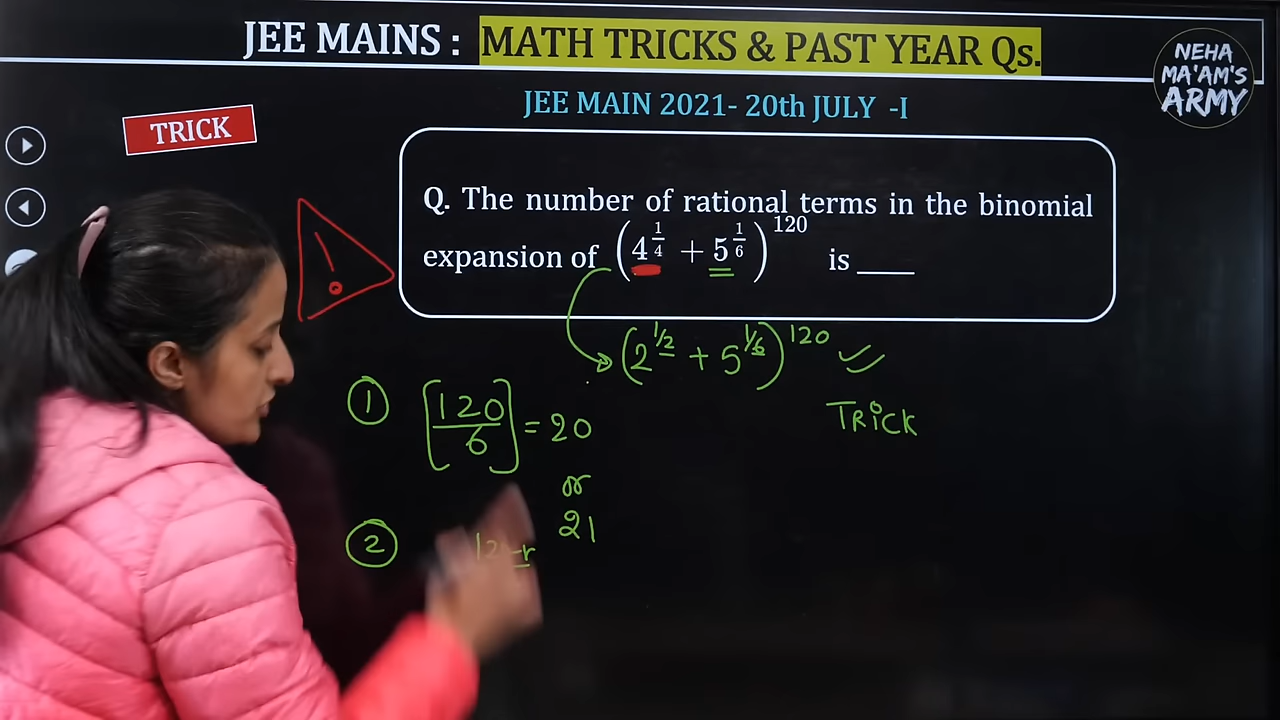 JEE MAINS : MATH TRICKS & PAST YEAR Qs.
NEHA
MA'AM'S
ARMY
JEE MAIN 2021- 20th JULY -I
TRICK
Q. The number of rational terms in the binomial
expansion of (4^{1/4} + 5^{1/6})^{120} is ____
!
(2^{1/2} + 5^{1/6})^{120}
TRICK
① [120/6] = 20
or
21
②